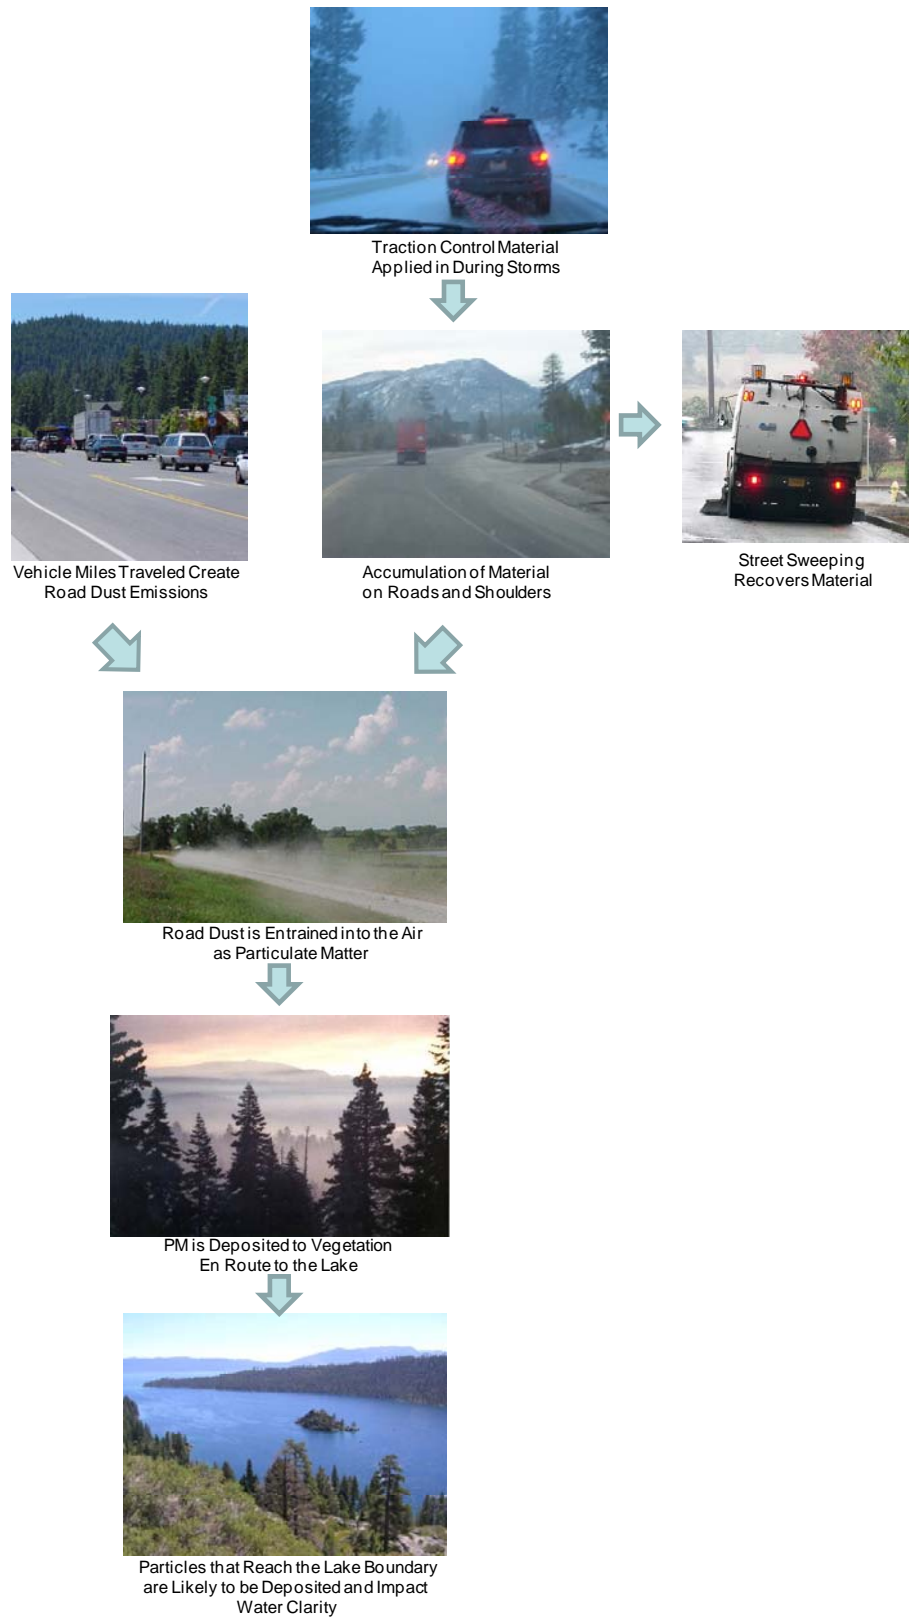 Traction Control Material
Applied in During Storms
Vehicle Miles Traveled Create
Road Dust Emissions
Accumulation of Material
on Roads and Shoulders
Street Sweeping
Recovers Material
Road Dust is Entrained into the Air
as Particulate Matter
PM is Deposited to Vegetation
En Route to the Lake
Particles that Reach the Lake Boundary
are Likely to be Deposited and Impact
Water Clarity